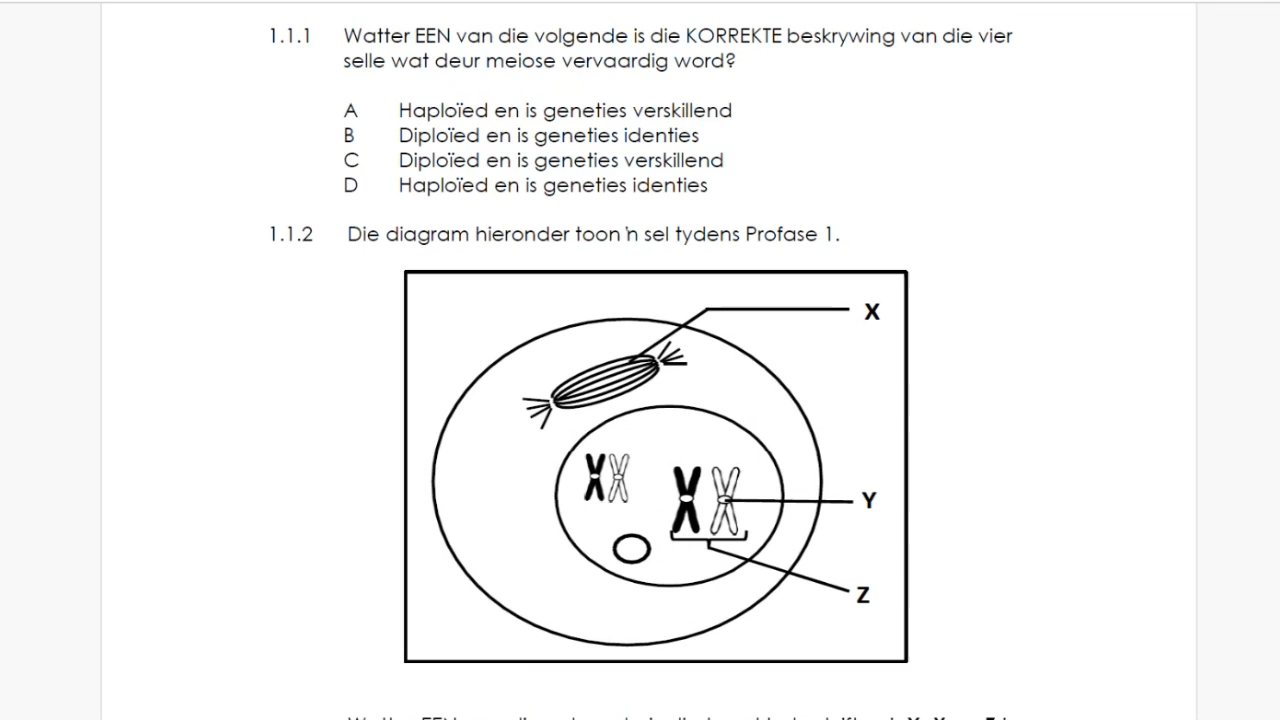 1.1.1 Watter EEN van die volgende is die KORREKTE beskrywing van die vier
selle wat deur meiose vervaardig word?
A Haploïed en is geneties verskillend
B Diploïed en is geneties identies
C Diploïed en is geneties verskillend
D Haploïed en is geneties identies
1.1.2 Die diagram hieronder toon 'n sel tydens Profase 1.
X
Y
Z